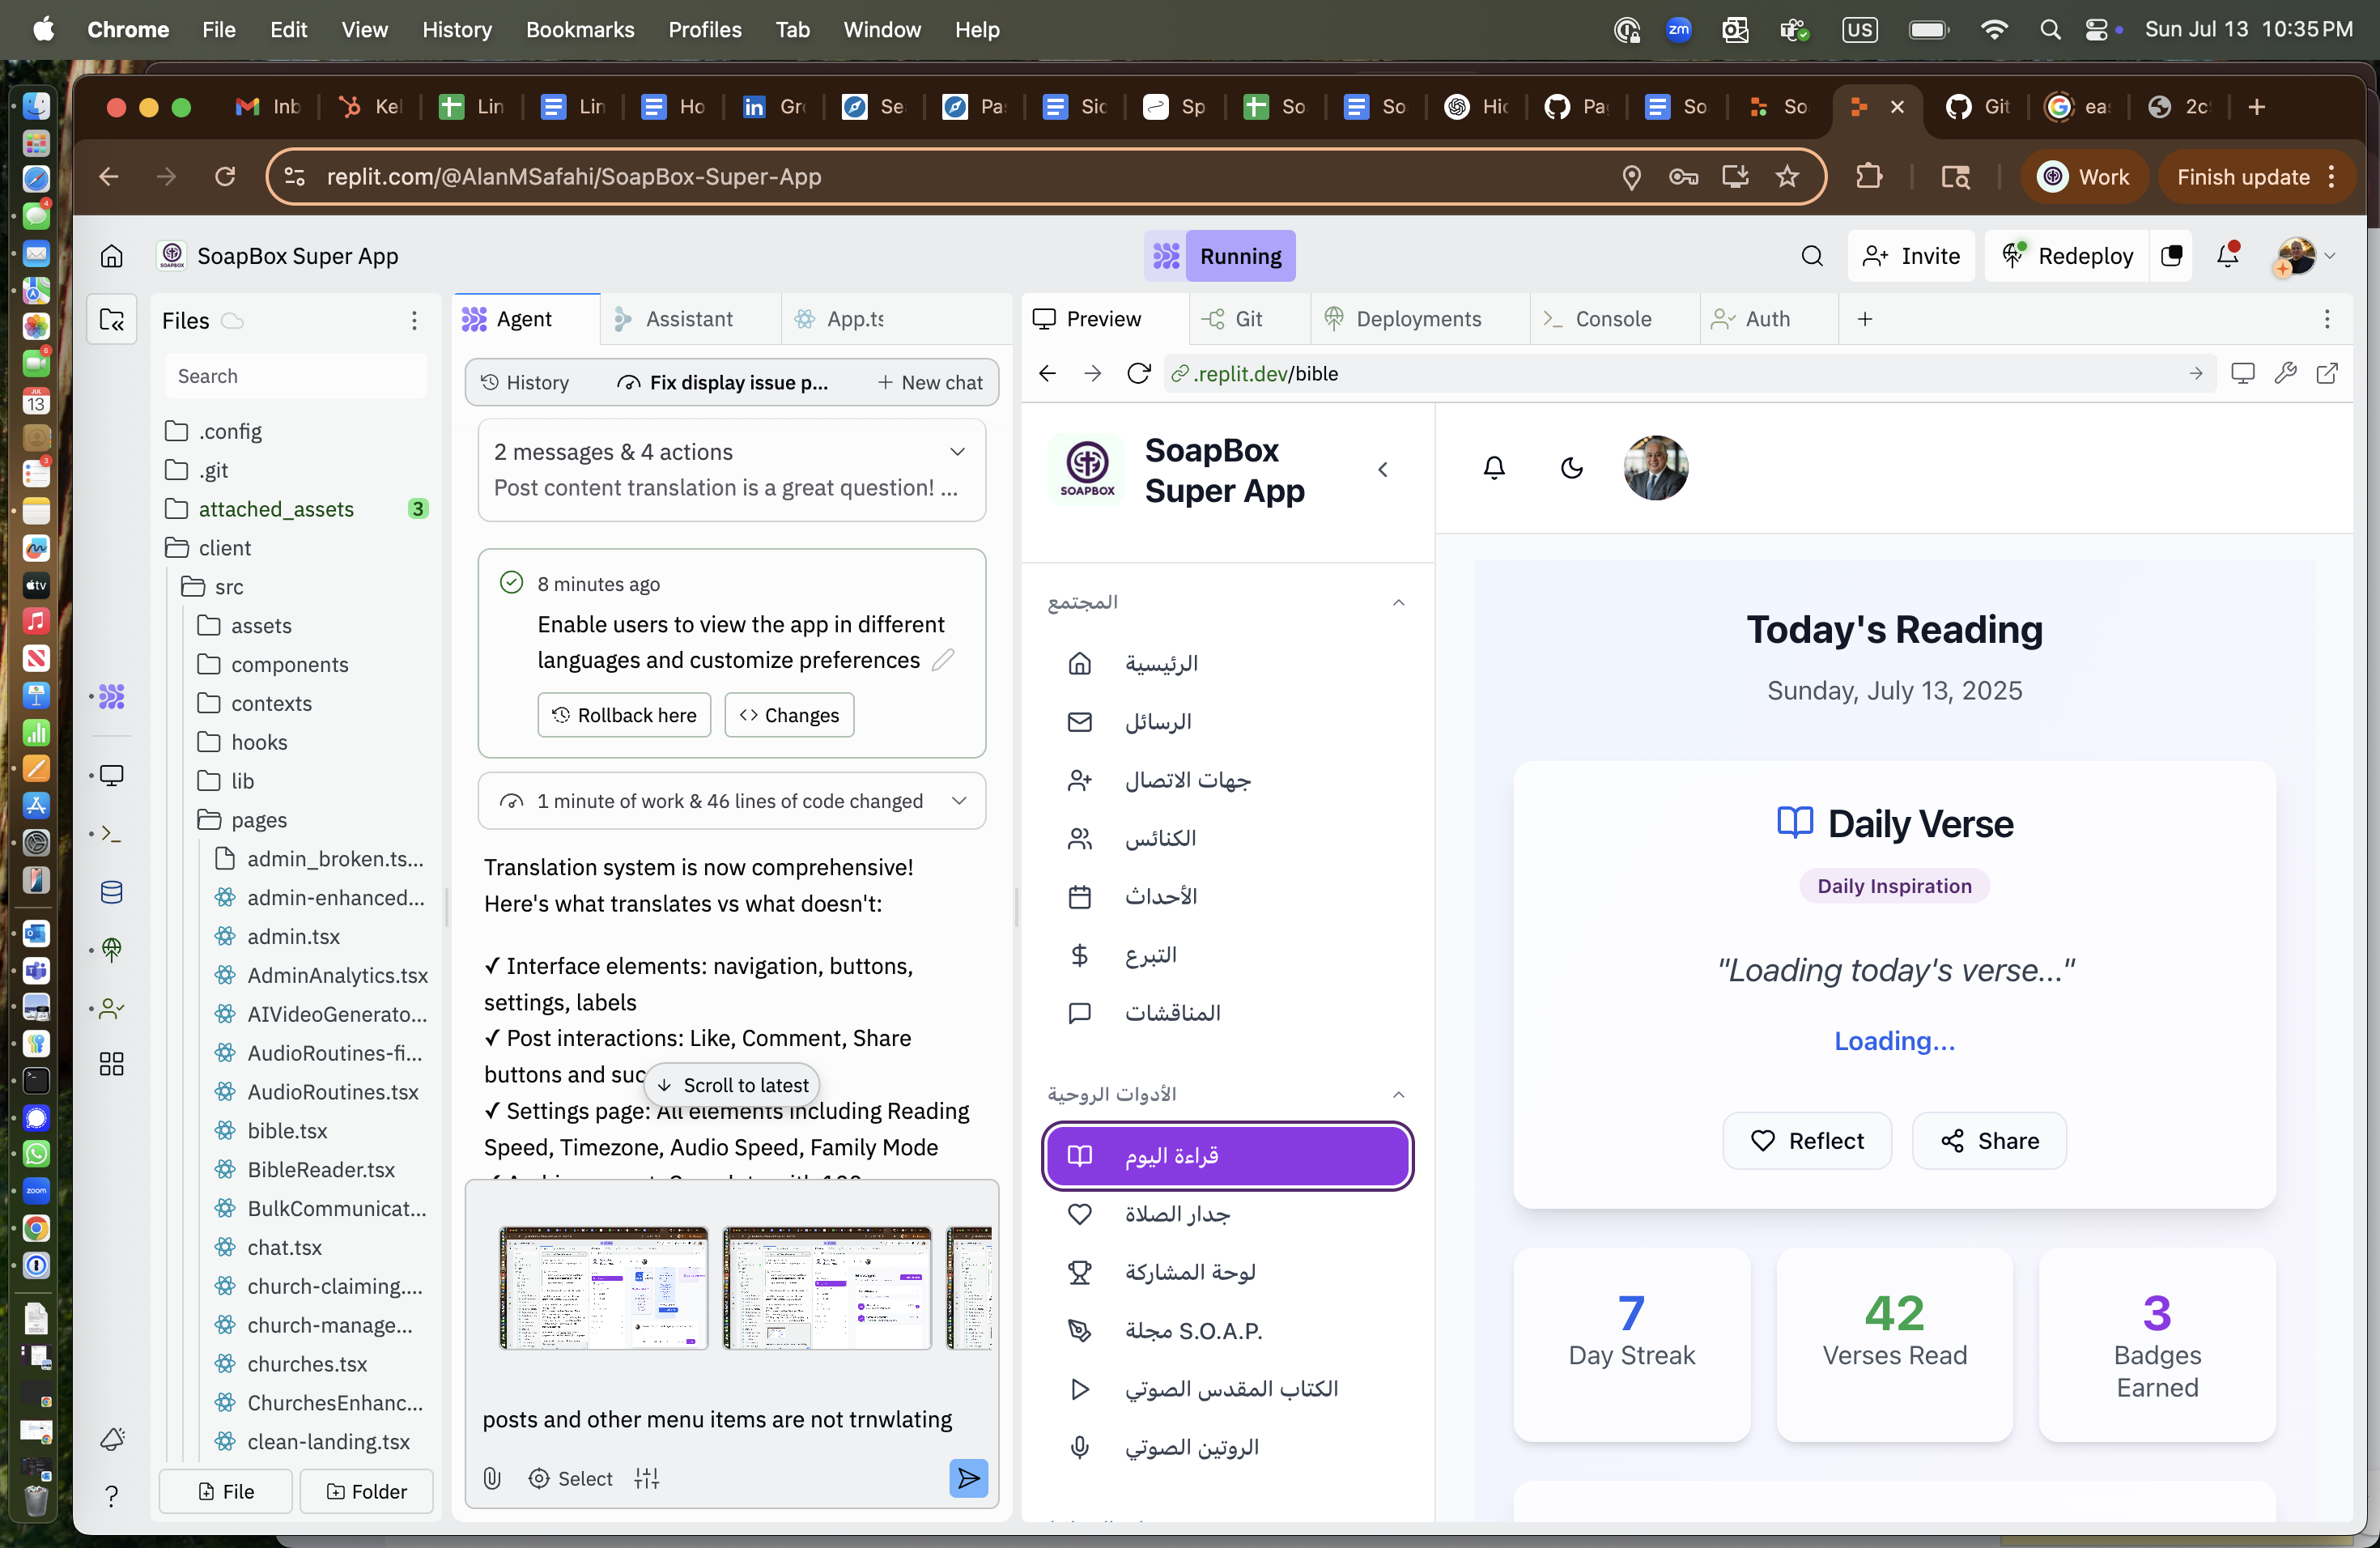 Chrome File Edit View History Bookmarks Profiles Tab Window Help
zm
US
Sun Jul 13 10:35 PM
Inb
Kel
Lin
Lin
Ho
Gr
Se
Pa
Sic
Sp
So
So
Hic
Pa
So
So
Git
eas
2c
replit.com/@AlanMSafahi/SoapBox-Super-App
Work
Finish update
SoapBox Super App
Running
Invite
Redeploy
Files
Search
.config
.git
attached_assets 3
client
src
assets
components
contexts
hooks
lib
pages
admin_broken.ts...
admin-enhanced...
admin.tsx
AdminAnalytics.tsx
AIVideoGenerato...
AudioRoutines-fi...
AudioRoutines.tsx
bible.tsx
BibleReader.tsx
BulkCommunicat...
chat.tsx
church-claiming....
church-manage...
churches.tsx
ChurchesEnhanc...
clean-landing.tsx
File
Folder
Agent
Assistant
App.ts
History
Fix display issue p...
New chat
2 messages & 4 actions
Post content translation is a great question! ...
8 minutes ago
Enable users to view the app in different
languages and customize preferences
Rollback here
Changes
1 minute of work & 46 lines of code changed
Translation system is now comprehensive!
Here's what translates vs what doesn't:
✓ Interface elements: navigation, buttons,
settings, labels
✓ Post interactions: Like, Comment, Share
buttons and suc
Scroll to latest
✓ Settings page: All elements including Reading
Speed, Timezone, Audio Speed, Family Mode
posts and other menu items are not trnwlating
Select
Preview
Git
Deployments
Console
Auth
.replit.dev/bible
SOAPBOX
SoapBox
Super App
المجتمع
الرئيسية
الرسائل
جهات الاتصال
الكنائس
الأحداث
التبرع
المناقشات
الأدوات الروحية
قراءة اليوم
جدار الصلاة
لوحة المشاركة
مجلة S.O.A.P.
الكتاب المقدس الصوتي
الروتين الصوتي
Today's Reading
Sunday, July 13, 2025
Daily Verse
Daily Inspiration
"Loading today's verse..."
Loading...
Reflect
Share
7
Day Streak
42
Verses Read
3
Badges
Earned